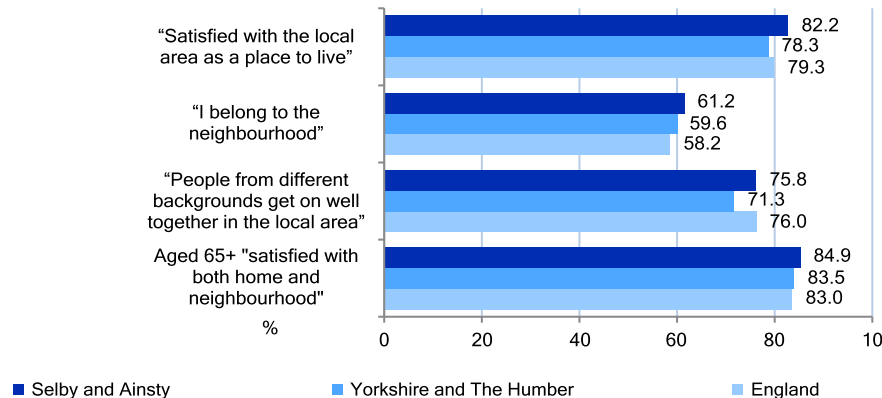 “Satisfied with the local
area as a place to live”
82.2
78.3
79.3
“I belong to the
neighbourhood”
61.2
59.6
58.2
“People from different
backgrounds get on well
together in the local area”
75.8
71.3
76.0
Aged 65+ "satisfied with
both home and
neighbourhood"
84.9
83.5
83.0
%
0 20 40 60 80 10
Selby and Ainsty Yorkshire and The Humber England